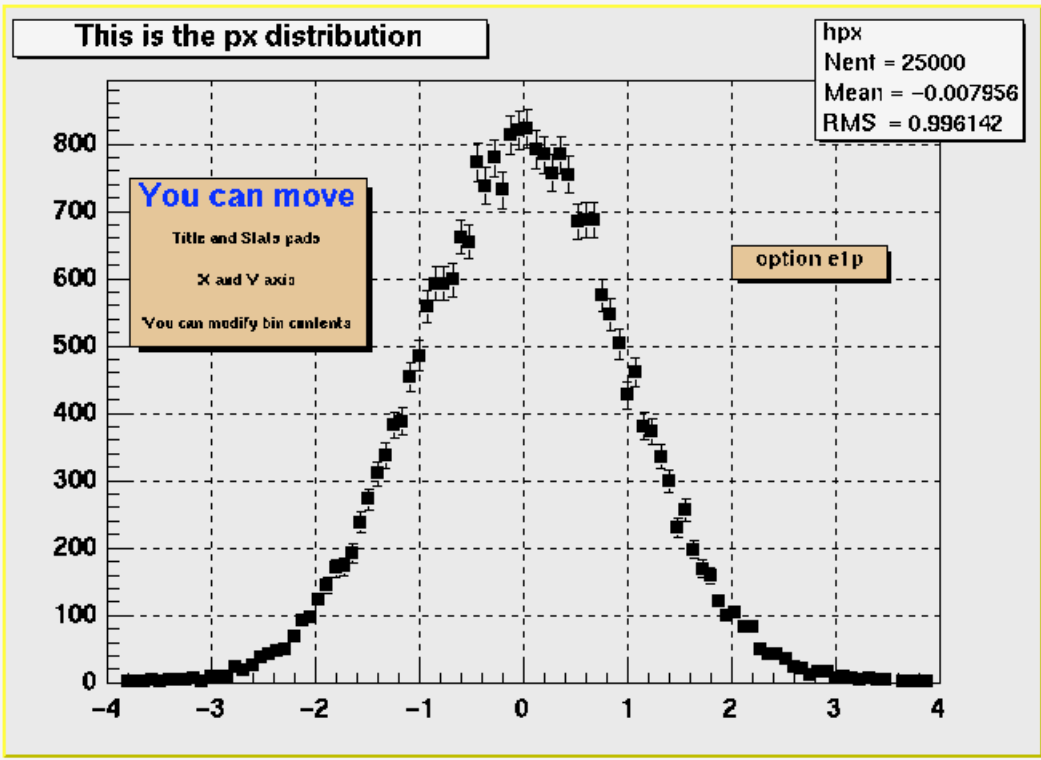 This is the px distribution
hpx
Nent = 25000
Mean = −0.007956
RMS = 0.996142
800
700
600
500
400
300
200
100
0
You can move
Title and Stats pads
X and Y axis
You can modify bin contents
option e1p
−4 −3 −2 −1 0 1 2 3 4